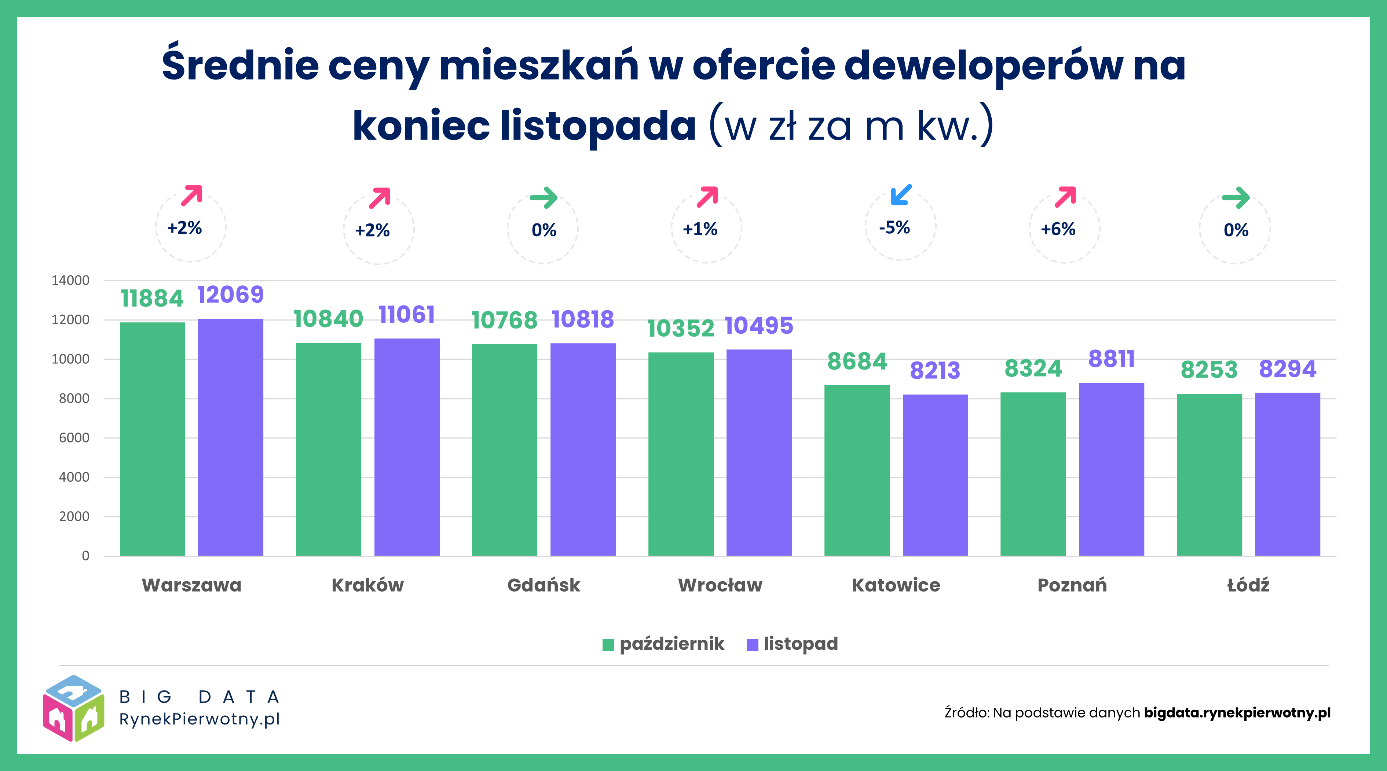 Średnie ceny mieszkań w ofercie deweloperów na
koniec listopada (w zł za m kw.)
+2% +2% 0% +1% -5% +6% 0%
14000
12000
10000
8000
6000
4000
2000
0
11884 12069 10840 11061 10768 10818 10352 10495 8684 8213 8324 8811 8253 8294
Warszawa Kraków Gdańsk Wrocław Katowice Poznań Łódź
październik listopad
BIG DATA
RynekPierwotny.pl
Źródło: Na podstawie danych bigdata.rynekpierwotny.pl